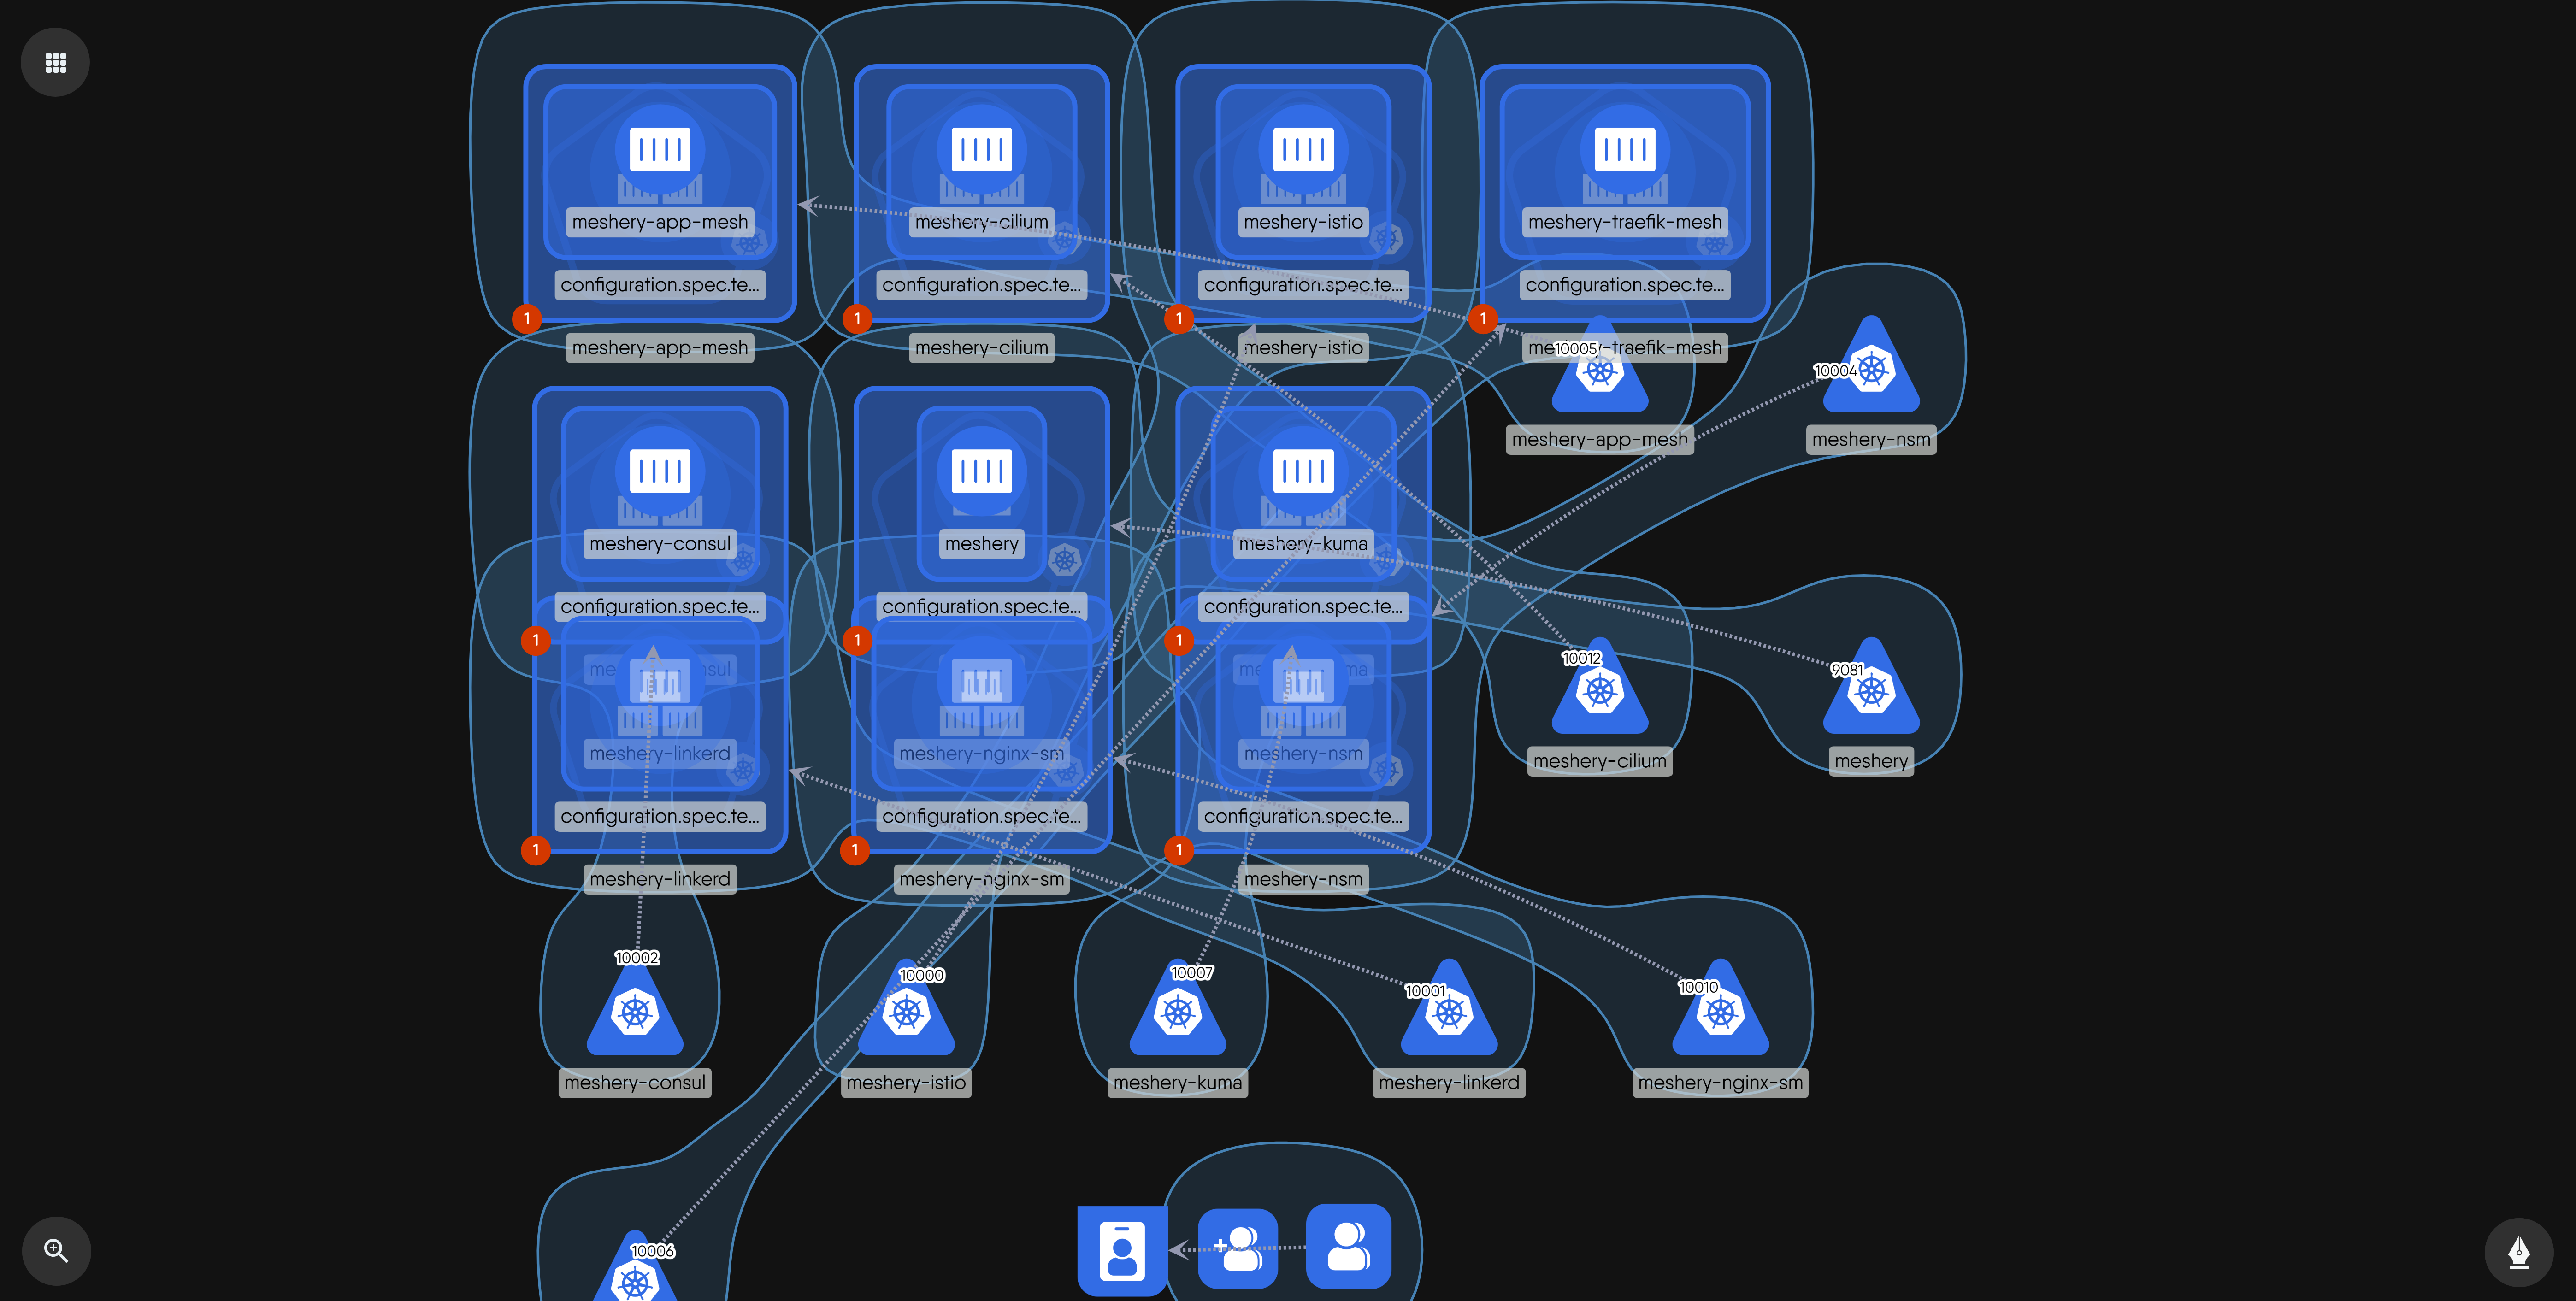 meshery-app-mesh
meshery-cilium
meshery-istio
meshery-traefik-mesh
configuration.spec.te...
configuration.spec.te...
configuration.spec.te...
configuration.spec.te...
1
1
1
1
meshery-app-mesh
meshery-cilium
meshery-istio
-traefik-mesh
10005
10004
meshery-app-mesh
meshery-nsm
meshery-consul
meshery
meshery-kuma
configuration.spec.te...
configuration.spec.te...
configuration.spec.te...
1
1
1
10012
9081
meshery-linkerd
meshery-nginx-sm
meshery-nsm
meshery-cilium
meshery
configuration.spec.te...
configuration.spec.te...
configuration.spec.te...
1
1
1
meshery-linkerd
meshery-nginx-sm
meshery-nsm
10002
10000
10007
10001
10010
meshery-consul
meshery-istio
meshery-kuma
meshery-linkerd
meshery-nginx-sm
10006